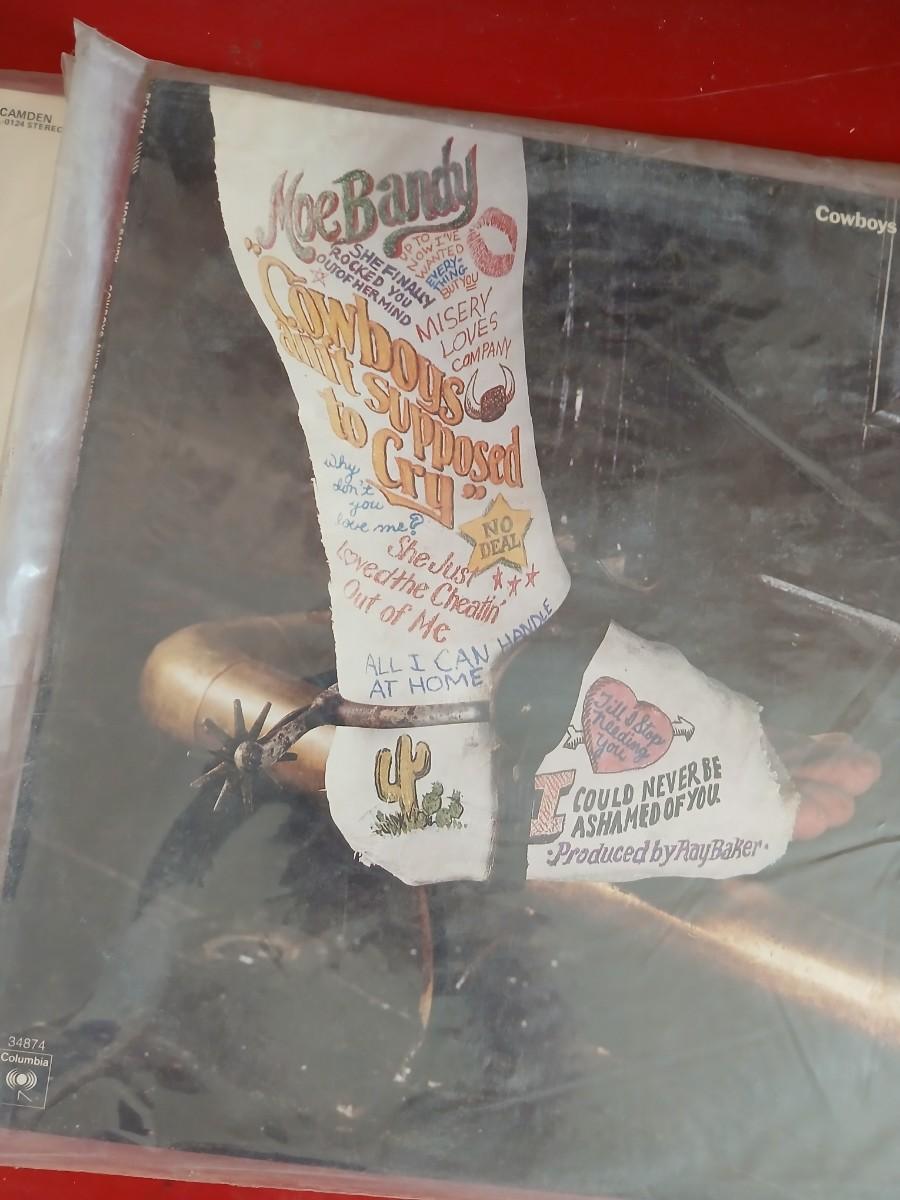 CAMDEN
-0124 STEREO
Cowboys
Moe Bandy
SHE FINALLY
ROCKED YOU
OUT OF HER MIND
UP TO
NOW I'VE
WANTED
EVERY-
THING
BUT YOU
MISERY
LOVES
COMPANY
"Cowboys
ain't supposed
to Cry"
why
don't
you
love me?
NO
DEAL
She Just
Loved the Cheatin'
Out of Me
ALL I CAN HANDLE
AT HOME
Till I Stop
Needing
You
I COULD NEVER BE
ASHAMED OF YOU.
·Produced by Ray Baker·
34874
Columbia